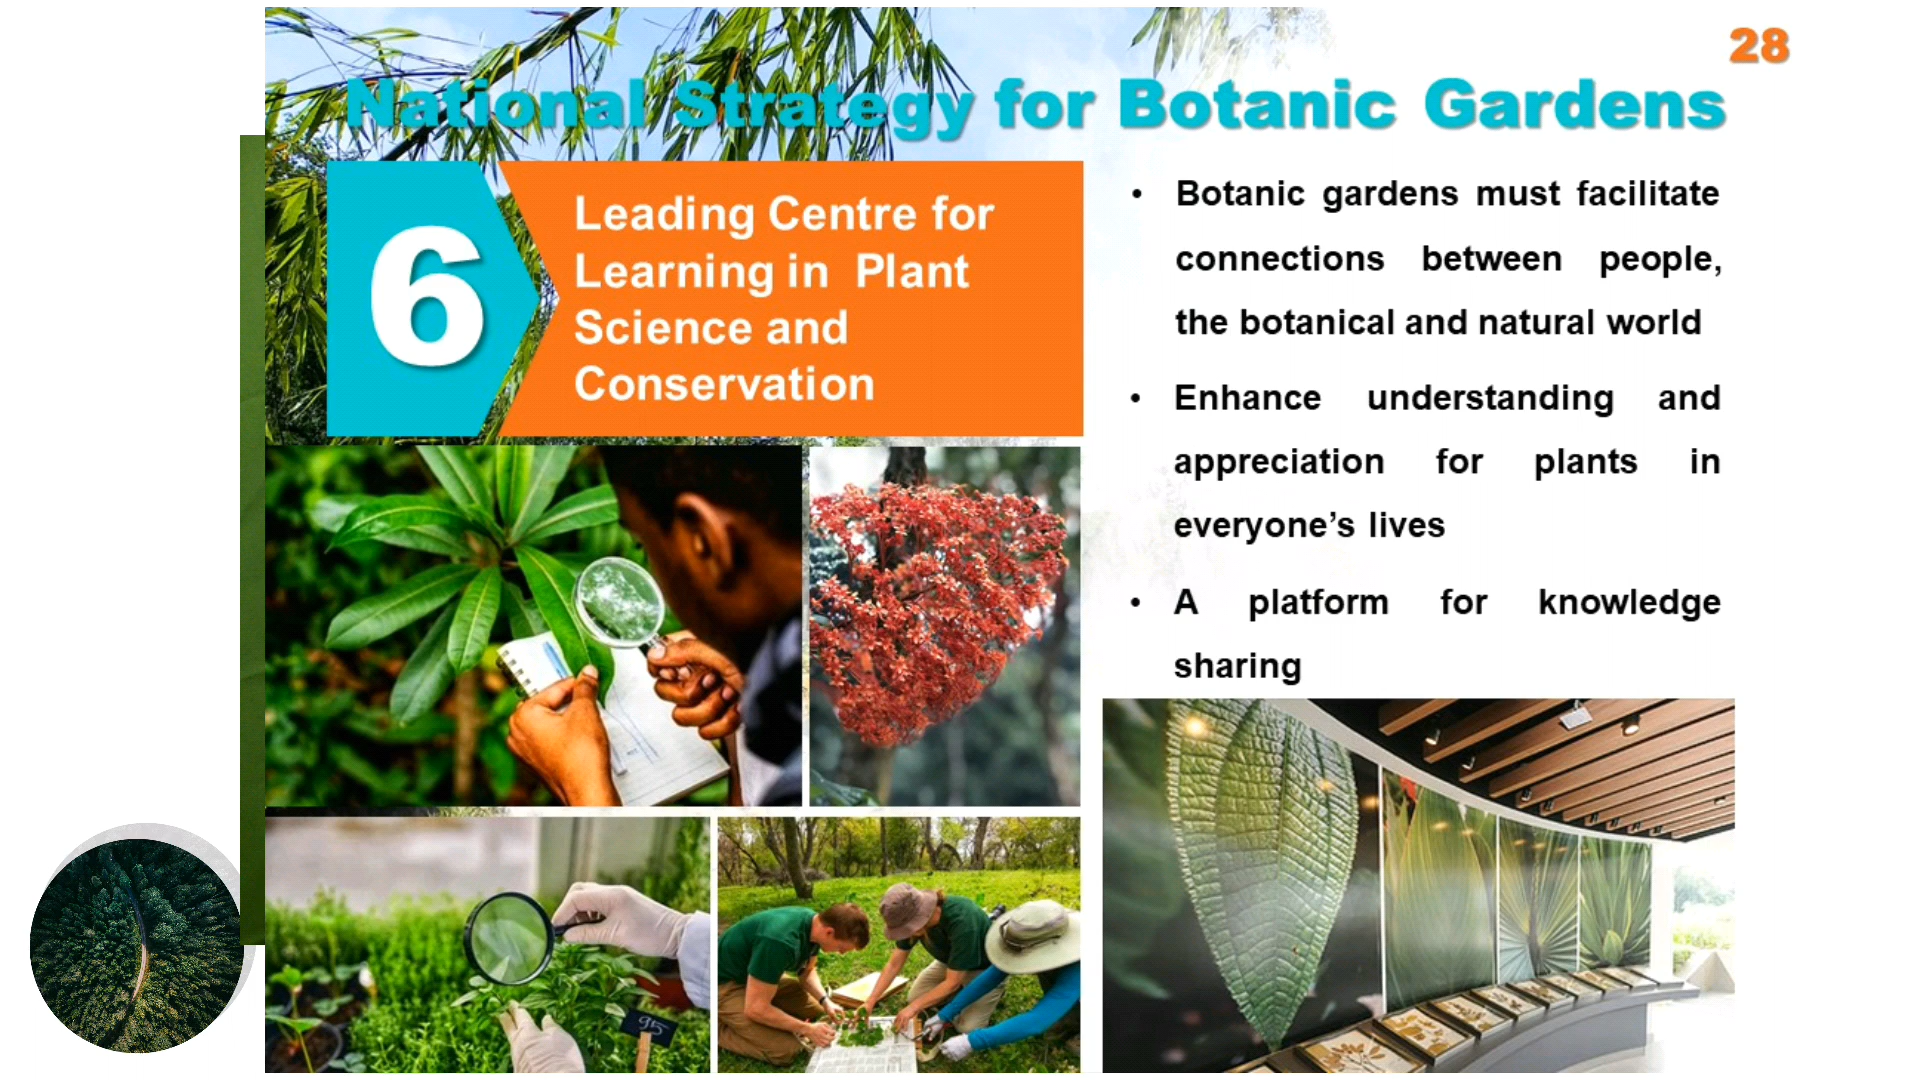 28
National Strategy for Botanic Gardens
6
Leading Centre for
Learning in Plant
Science and
Conservation
• Botanic gardens must facilitate
connections between people,
the botanical and natural world
• Enhance understanding and
appreciation for plants in
everyone’s lives
• A platform for knowledge
sharing
95